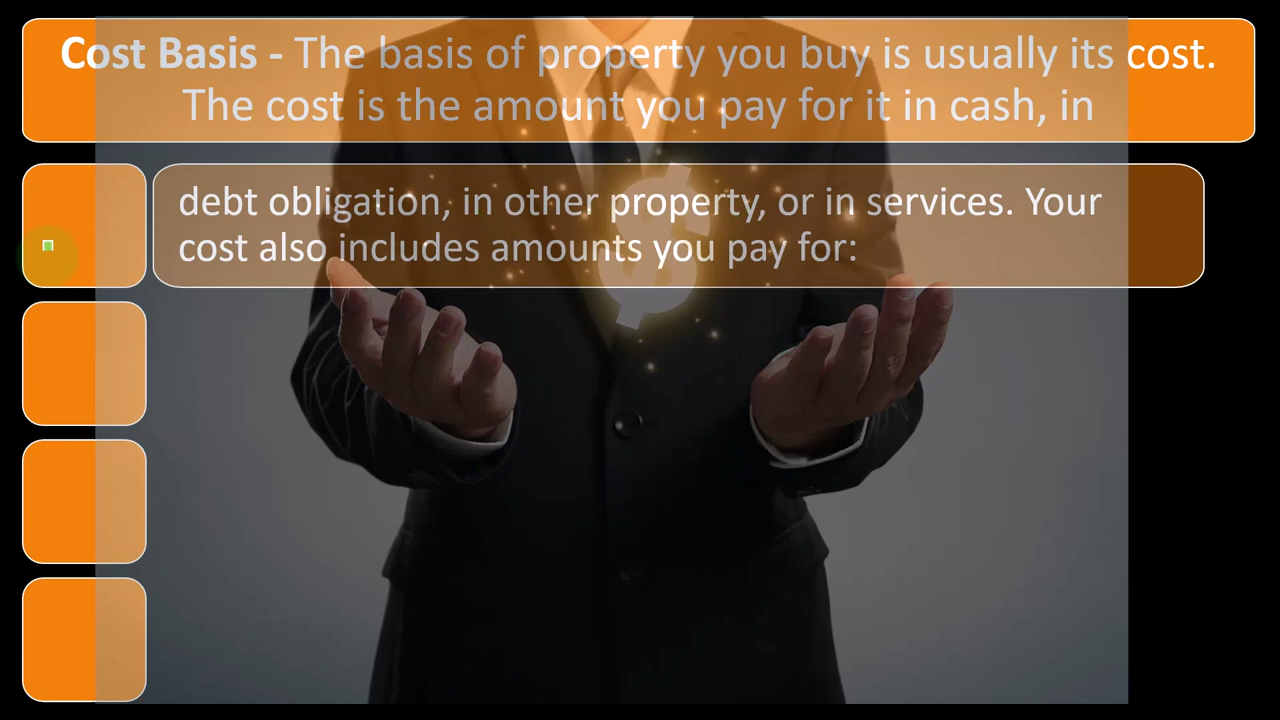 Cost Basis - The basis of property you buy is usually its cost.
The cost is the amount you pay for it in cash, in
debt obligation, in other property, or in services. Your
cost also includes amounts you pay for: